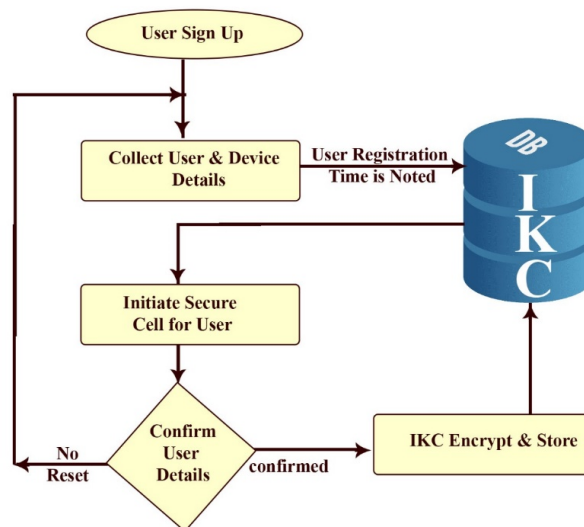 User Sign Up
Collect User & Device
Details
User Registration
Time is Noted
DB
I
K
C
Initiate Secure
Cell for User
Confirm
User
Details
No
Reset
confirmed
IKC Encrypt & Store